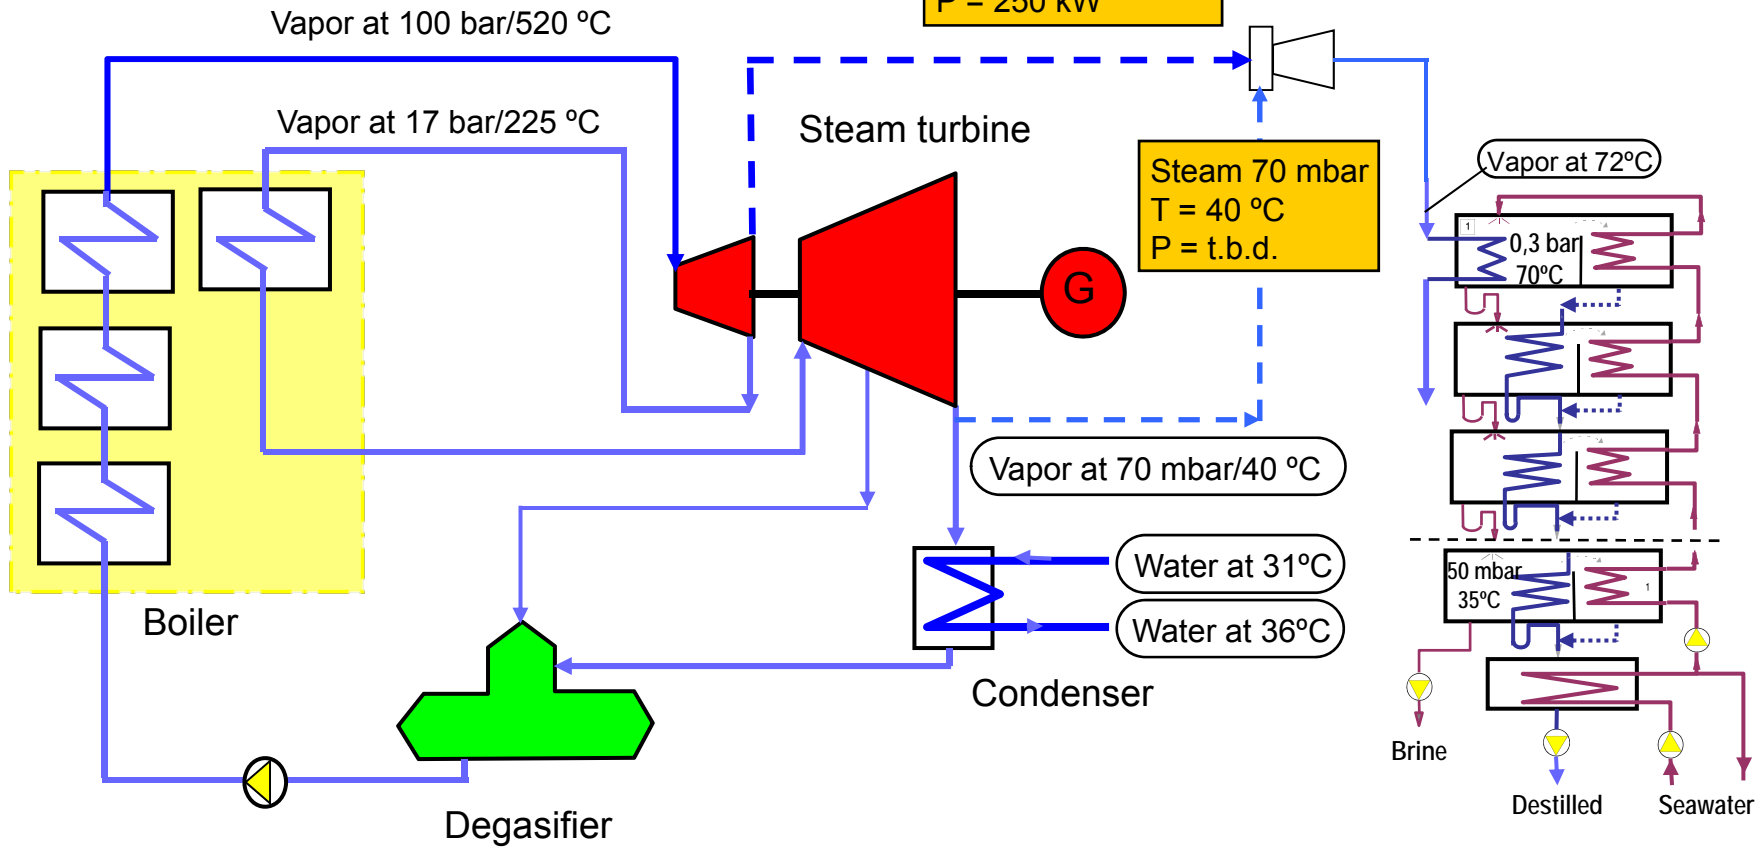 P = 250 kW
Vapor at 100 bar/520 ºC
Vapor at 17 bar/225 ºC
Steam turbine
Steam 70 mbar
T = 40 ºC
P = t.b.d.
Vapor at 72ºC
1
0,3 bar
70ºC
G
Vapor at 70 mbar/40 ºC
Water at 31ºC
Water at 36ºC
50 mbar
35ºC
1
Boiler
Condenser
Degasifier
Brine
Destilled
Seawater